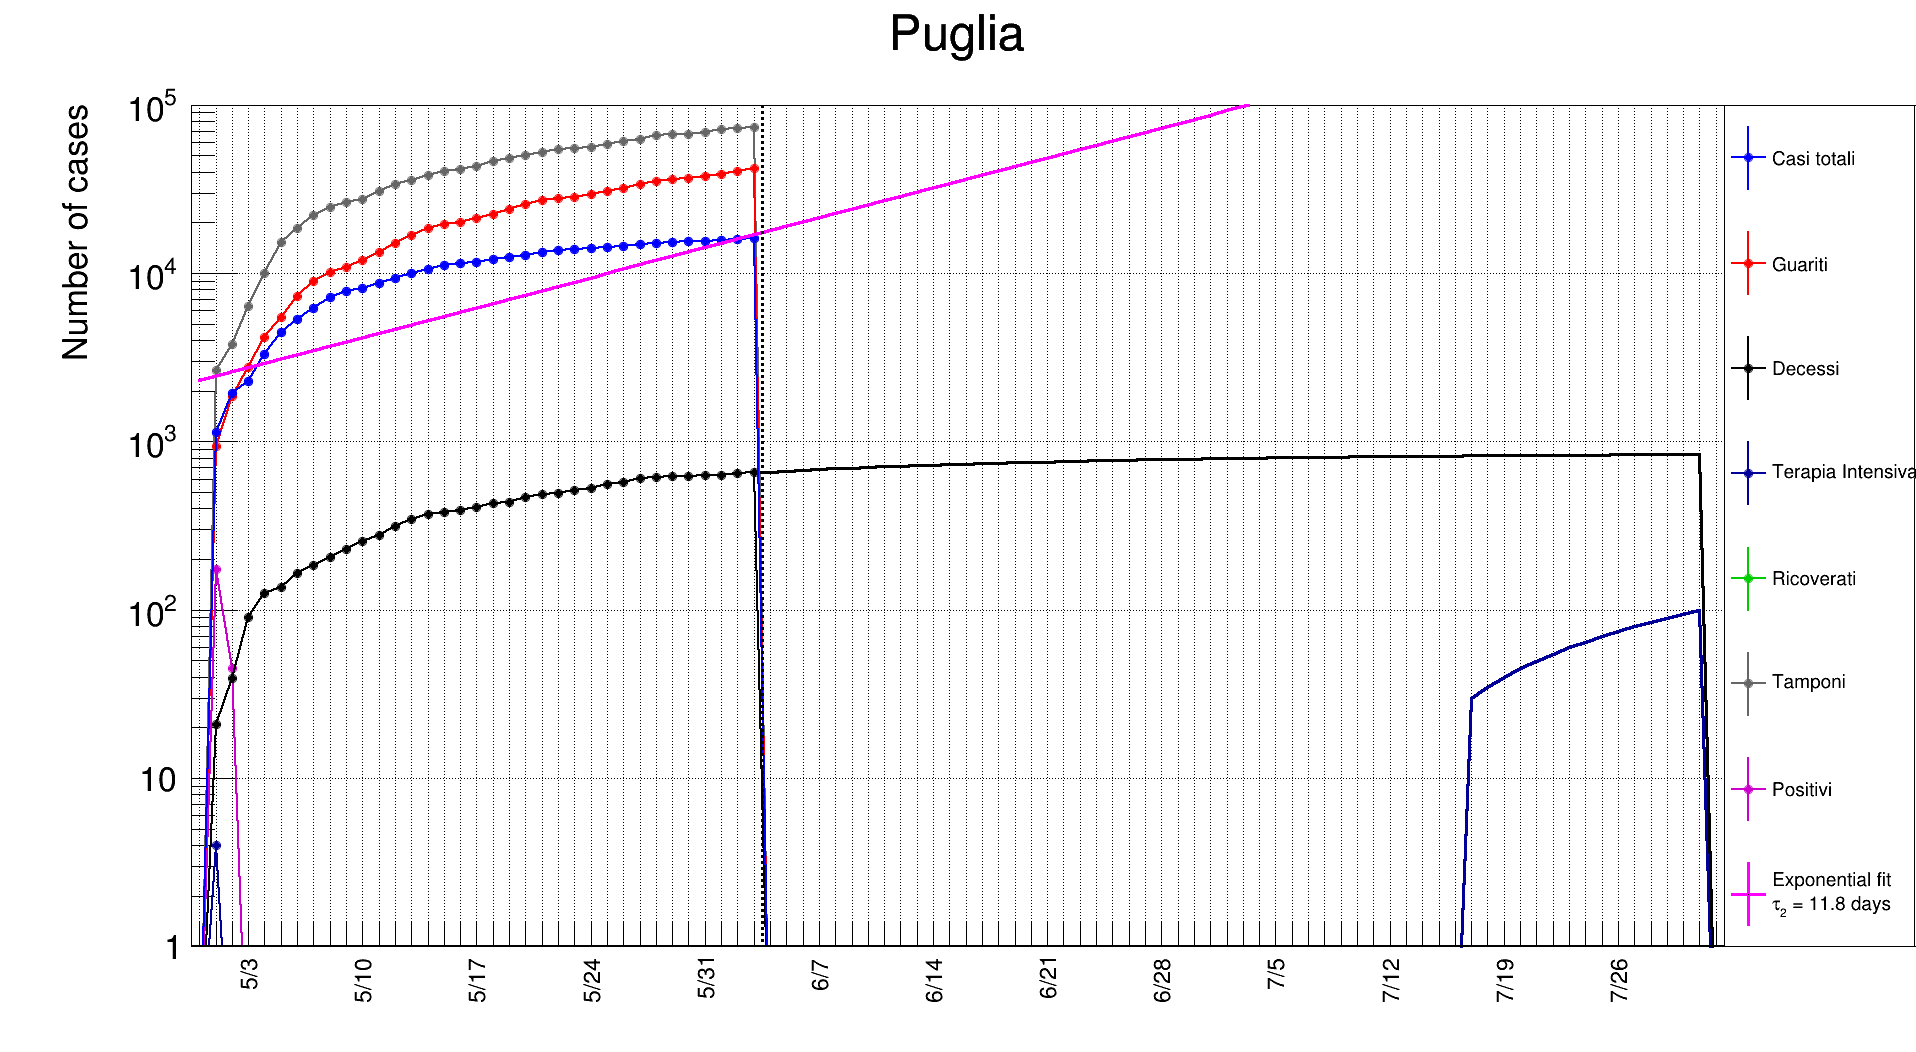 Puglia
Number of cases
10^5
10^4
10^3
10^2
10
1
5/3
5/10
5/17
5/24
5/31
6/7
6/14
6/21
6/28
7/5
7/12
7/19
7/26
Casi totali
Guariti
Decessi
Terapia Intensiva
Ricoverati
Tamponi
Positivi
Exponential fit
τ₂ = 11.8 days